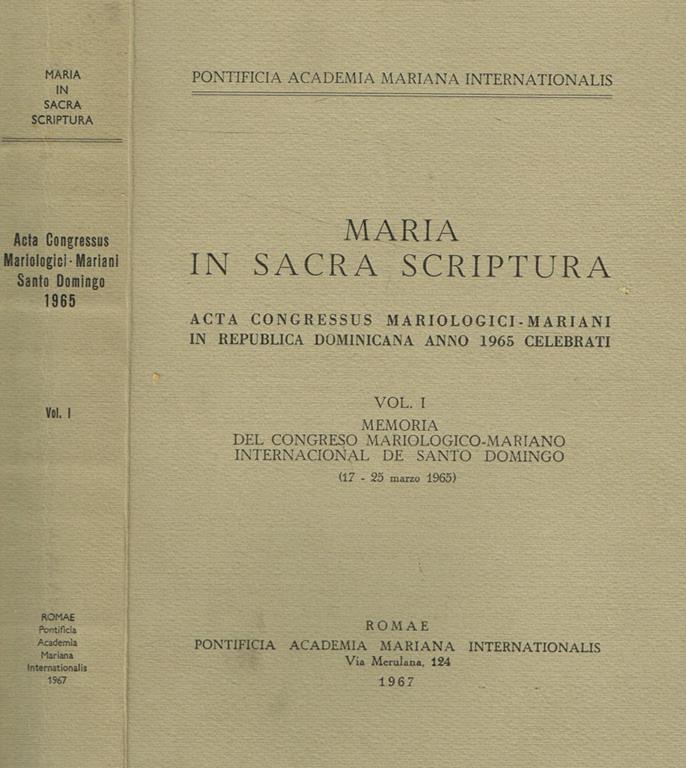 MARIA
IN
SACRA
SCRIPTURA
Acta Congressus
Mariologici - Mariani
Santo Domingo
1965
Vol. I
ROMAE
Pontificia
Academia
Mariana
Internationalis
1967
PONTIFICIA ACADEMIA MARIANA INTERNATIONALIS
MARIA
IN SACRA SCRIPTURA
ACTA CONGRESSUS MARIOLOGICI-MARIANI
IN REPUBLICA DOMINICANA ANNO 1965 CELEBRATI
VOL. I
MEMORIA
DEL CONGRESO MARIOLOGICO-MARIANO
INTERNACIONAL DE SANTO DOMINGO
(17 - 25 marzo 1965)
ROMAE
PONTIFICIA ACADEMIA MARIANA INTERNATIONALIS
Via Merulana, 124
1967